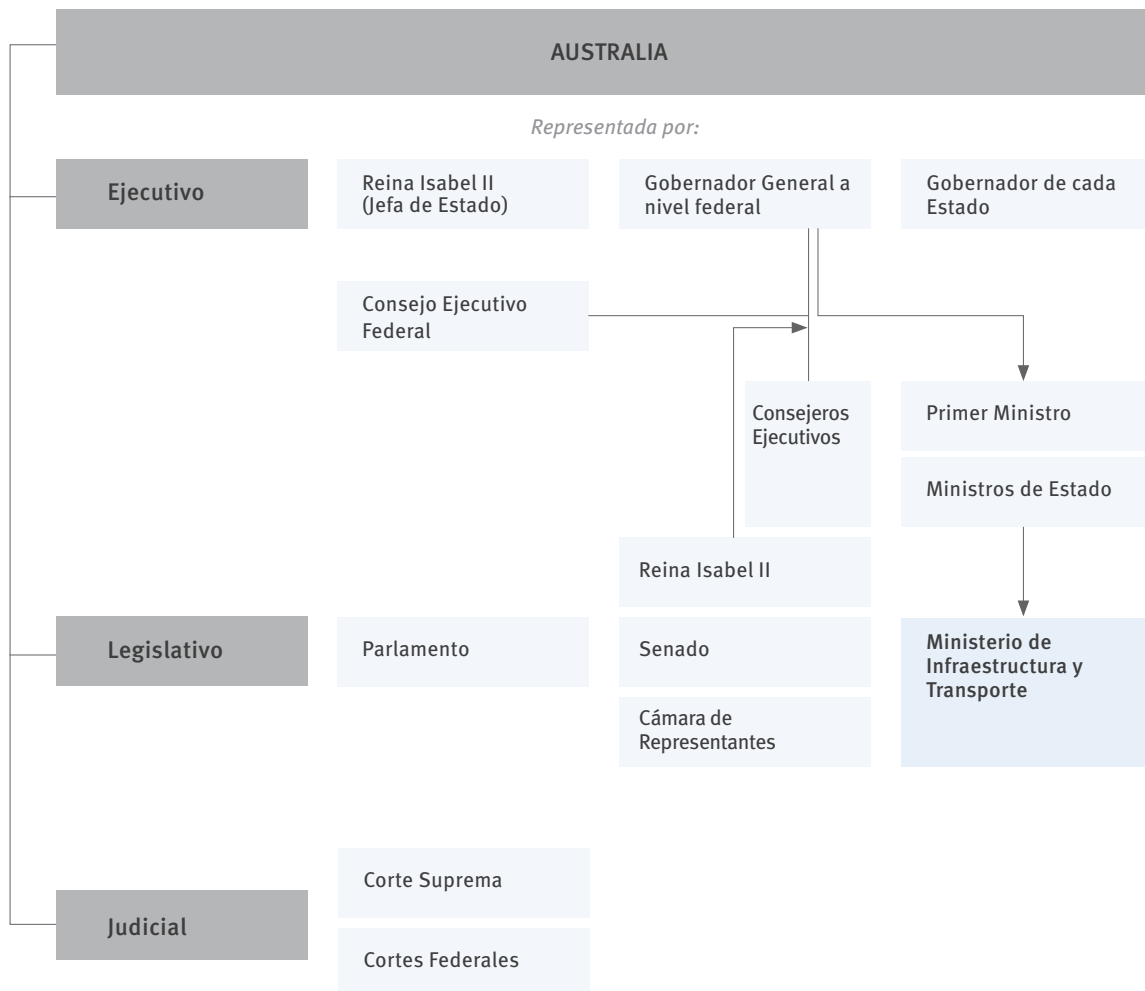 AUSTRALIA
Representada por:
Ejecutivo
Reina Isabel II
(Jefa de Estado)
Gobernador General a
nivel federal
Gobernador de cada
Estado
Consejo Ejecutivo
Federal
Consejeros
Ejecutivos
Primer Ministro
Ministros de Estado
Reina Isabel II
Legislativo
Parlamento
Senado
Cámara de
Representantes
Ministerio de
Infraestructura y
Transporte
Judicial
Corte Suprema
Cortes Federales